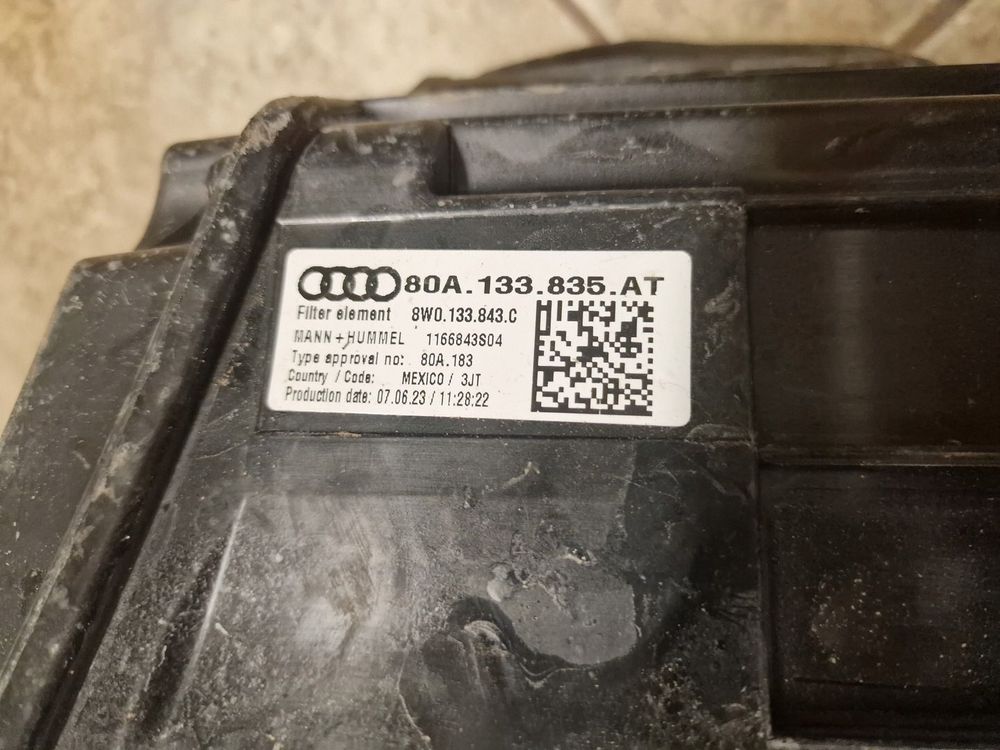 80A.133.835.AT
Filter element 8W0.133.843.C
MANN+HUMMEL 1166843S04
Type approval no: 80A.183
Country / Code: MEXICO / 3JT
Production date: 07.06.23 / 11:28:22